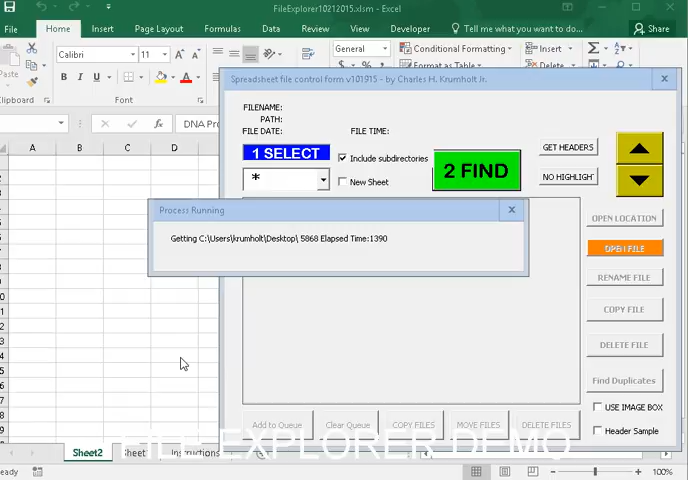 FileExplorer10212015.xlsm - Excel
File Home Insert Page Layout Formulas Data Review View Developer Tell me what you want to do... Share
Calibri 11 General Conditional Formatting Insert
Paste B I U Format as Table Delete
Clipboard Font
DNA Pro
A B C D
Spreadsheet file control form v101915 - by Charles H. Krumholt Jr.
FILENAME:
PATH:
FILE DATE: FILE TIME:
1 SELECT
Include subdirectories
*
New Sheet
2 FIND
GET HEADERS
NO HIGHLIGHT
Process Running
Getting C:\Users\krumholt\Desktop\ 5868 Elapsed Time:1390
OPEN LOCATION
OPEN FILE
RENAME FILE
COPY FILE
DELETE FILE
Find Duplicates
USE IMAGE BOX
Header Sample
Add to Queue Clear Queue COPY FILES MOVE FILES DELETE FILES
FILE EXPLORER DEMO
Sheet2 Sheet Instructions
eady 100%